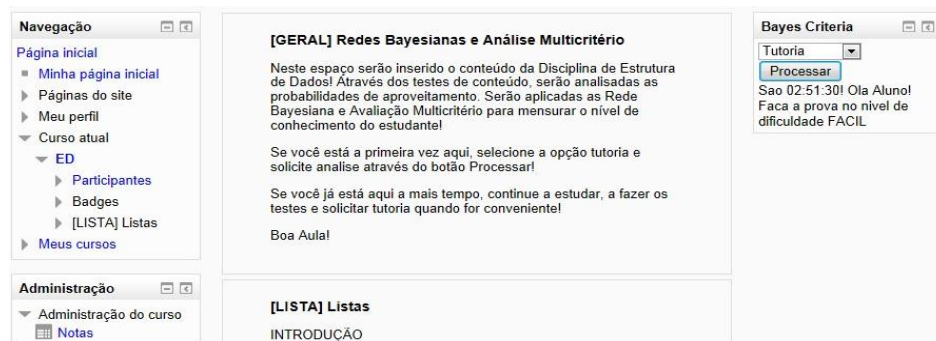 Navegação
Página inicial
Minha página inicial
Páginas do site
Meu perfil
Curso atual
ED
Participantes
Badges
[LISTA] Listas
Meus cursos
Administração
Administração do curso
Notas
[GERAL] Redes Bayesianas e Análise Multicritério
Neste espaço serão inserido o conteúdo da Disciplina de Estrutura
de Dados! Através dos testes de conteúdo, serão analisadas as
probabilidades de aproveitamento. Serão aplicadas as Rede
Bayesiana e Avaliação Multicritério para mensurar o nível de
conhecimento do estudante!
Se você está a primeira vez aqui, selecione a opção tutoria e
solicite analise através do botão Processar!
Se você já está aqui a mais tempo, continue a estudar, a fazer os
testes e solicitar tutoria quando for conveniente!
Boa Aula!
[LISTA] Listas
INTRODUÇÃO
Bayes Criteria
Tutoria
Processar
Sao 02:51:30! Ola Aluno!
Faca a prova no nivel de
dificuldade FACIL